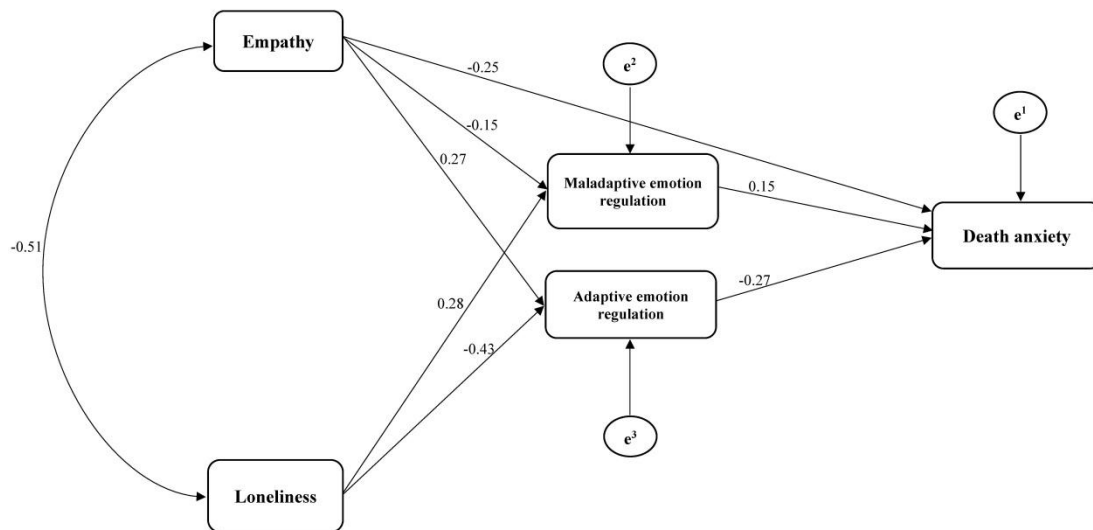 Empathy
-0.25
e²
e¹
-0.15
0.27
Maladaptive emotion
regulation
0.15
Death anxiety
-0.51
Adaptive emotion
regulation
-0.27
0.28
-0.43
e³
Loneliness